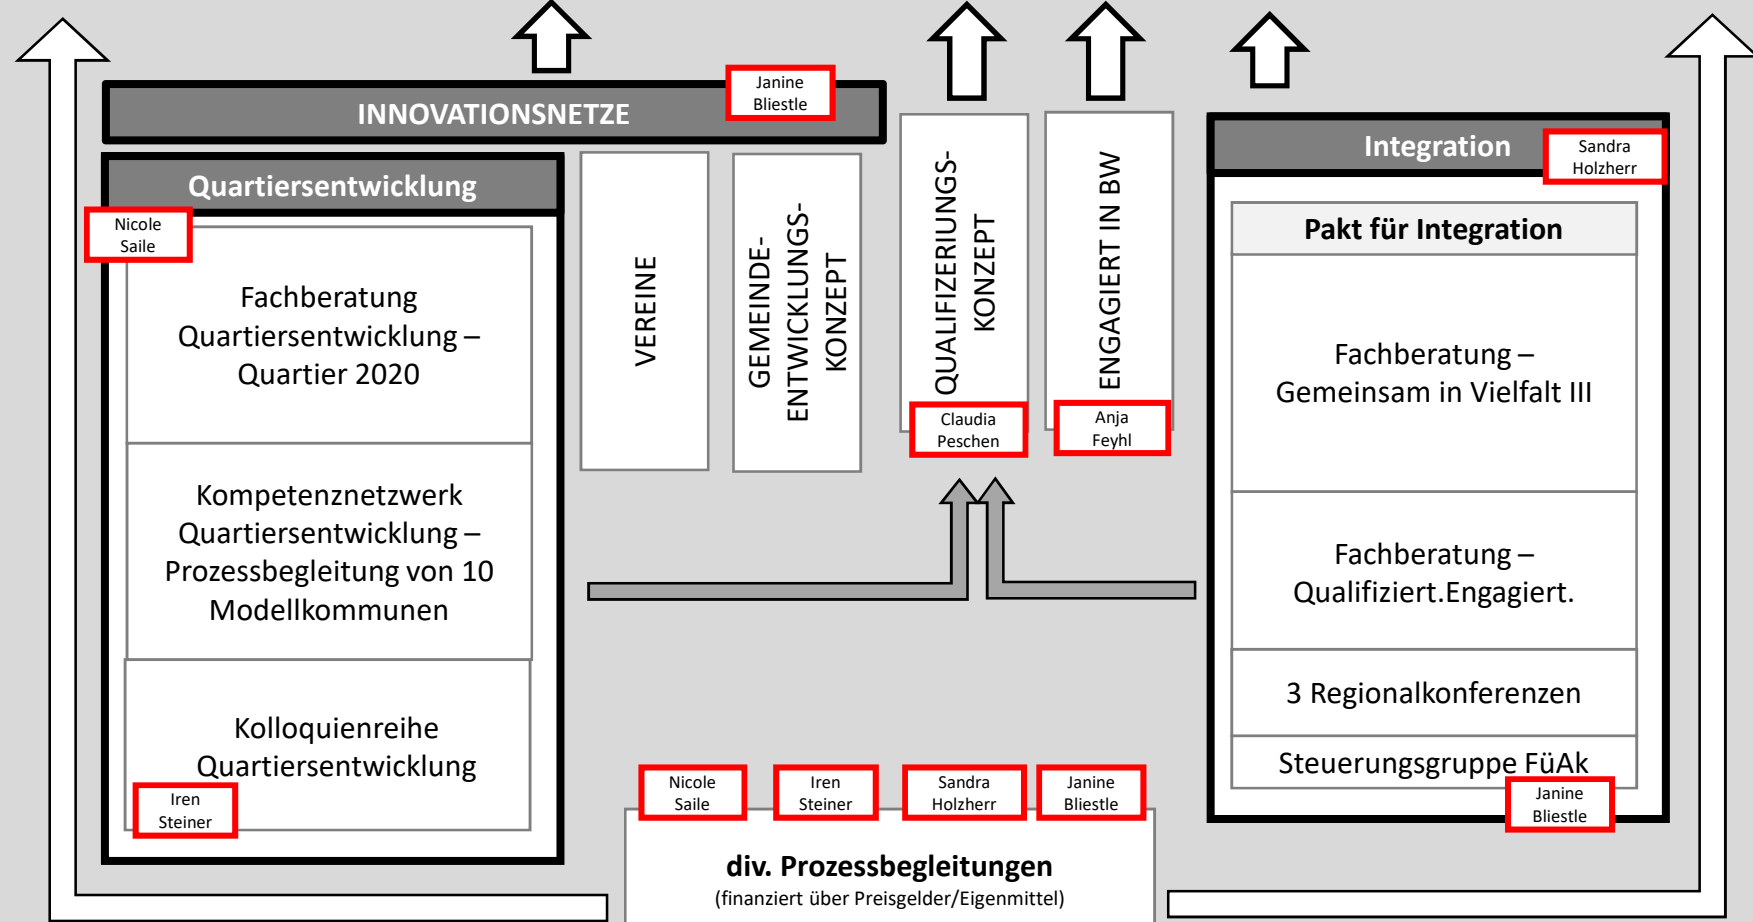 INNOVATIONSNETZE
Janine
Bliestle
Quartiersentwicklung
Nicole
Saile
Fachberatung
Quartiersentwicklung –
Quartier 2020
Kompetenznetzwerk
Quartiersentwicklung –
Prozessbegleitung von 10
Modellkommunen
Kolloquienreihe
Quartiersentwicklung
Iren
Steiner
VEREINE
GEMEINDE-
ENTWICKLUNGS-
KONZEPT
QUALIFIZERIUNGS-
KONZEPT
Claudia
Peschen
ENGAGIERT IN BW
Anja
Feyhl
Integration
Sandra
Holzherr
Pakt für Integration
Fachberatung –
Gemeinsam in Vielfalt III
Fachberatung –
Qualifiziert.Engagiert.
3 Regionalkonferenzen
Steuerungsgruppe FüAk
Janine
Bliestle
Nicole
Saile
Iren
Steiner
Sandra
Holzherr
Janine
Bliestle
div. Prozessbegleitungen
(finanziert über Preisgelder/Eigenmittel)